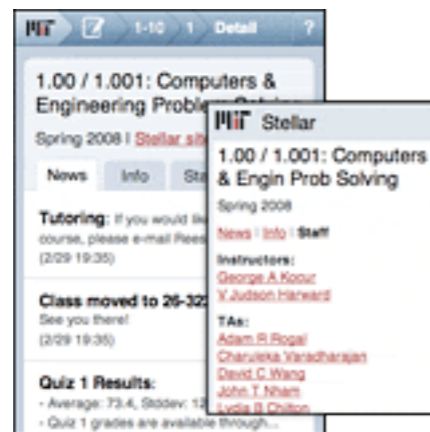 MIT 1-10 1 Detail ?
1.00 / 1.001: Computers &
Engineering Problem Solving
Spring 2008 | Stellar site
News Info Sta
Tutoring: If you would lik
course, please e-mail Rees
(2/29 19:35)
Class moved to 26-322
See you there!
(2/29 19:35)
Quiz 1 Results:
- Average: 73.4, Stddev: 12
- Quiz 1 grades are available through...
MIT Stellar
1.00 / 1.001: Computers
& Engin Prob Solving
Spring 2008
News | Info | Staff
Instructors:
George A Kocur
V Judson Harward
TAs:
Adam R Rogal
Charuleka Varadharajan
David C Wang
John T Nham
Lydia B Chilton